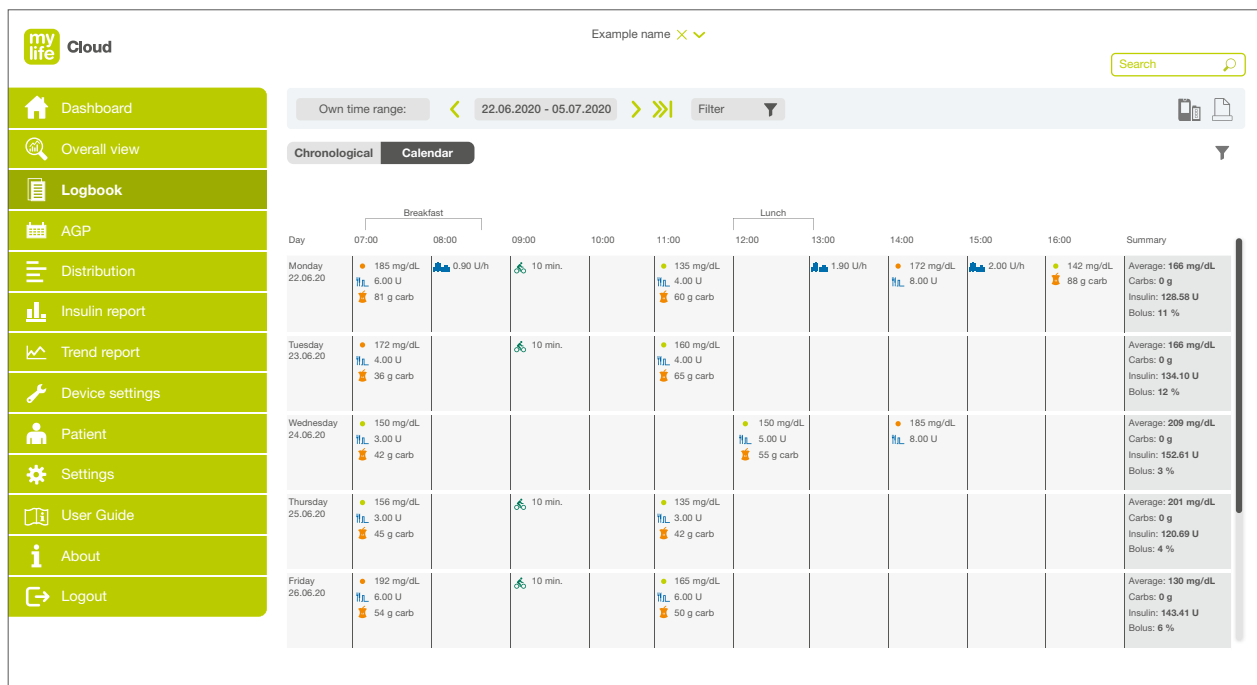 my
life Cloud
Example name
Search
Dashboard
Overall view
Logbook
AGP
Distribution
Insulin report
Trend report
Device settings
Patient
Settings
User Guide
About
Logout
Own time range: 22.06.2020 - 05.07.2020 Filter
Chronological Calendar
Breakfast Lunch
Day 07:00 08:00 09:00 10:00 11:00 12:00 13:00 14:00 15:00 16:00 Summary
Monday 185 mg/dL 0.90 U/h 10 min. 135 mg/dL 1.90 U/h 172 mg/dL 2.00 U/h 142 mg/dL Average: 166 mg/dL
22.06.20 6.00 U 4.00 U 8.00 U 88 g carb Carbs: 0 g
81 g carb 60 g carb Insulin: 128.58 U
Bolus: 11 %
Tuesday 172 mg/dL 10 min. 160 mg/dL Average: 166 mg/dL
23.06.20 4.00 U 4.00 U Carbs: 0 g
36 g carb 65 g carb Insulin: 134.10 U
Bolus: 12 %
Wednesday 150 mg/dL 150 mg/dL 185 mg/dL Average: 209 mg/dL
24.06.20 3.00 U 5.00 U 8.00 U Carbs: 0 g
42 g carb 55 g carb Insulin: 152.61 U
Bolus: 3 %
Thursday 156 mg/dL 10 min. 135 mg/dL Average: 201 mg/dL
25.06.20 3.00 U 3.00 U Carbs: 0 g
45 g carb 42 g carb Insulin: 120.69 U
Bolus: 4 %
Friday 192 mg/dL 10 min. 165 mg/dL Average: 130 mg/dL
26.06.20 6.00 U 6.00 U Carbs: 0 g
54 g carb 50 g carb Insulin: 143.41 U
Bolus: 6 %